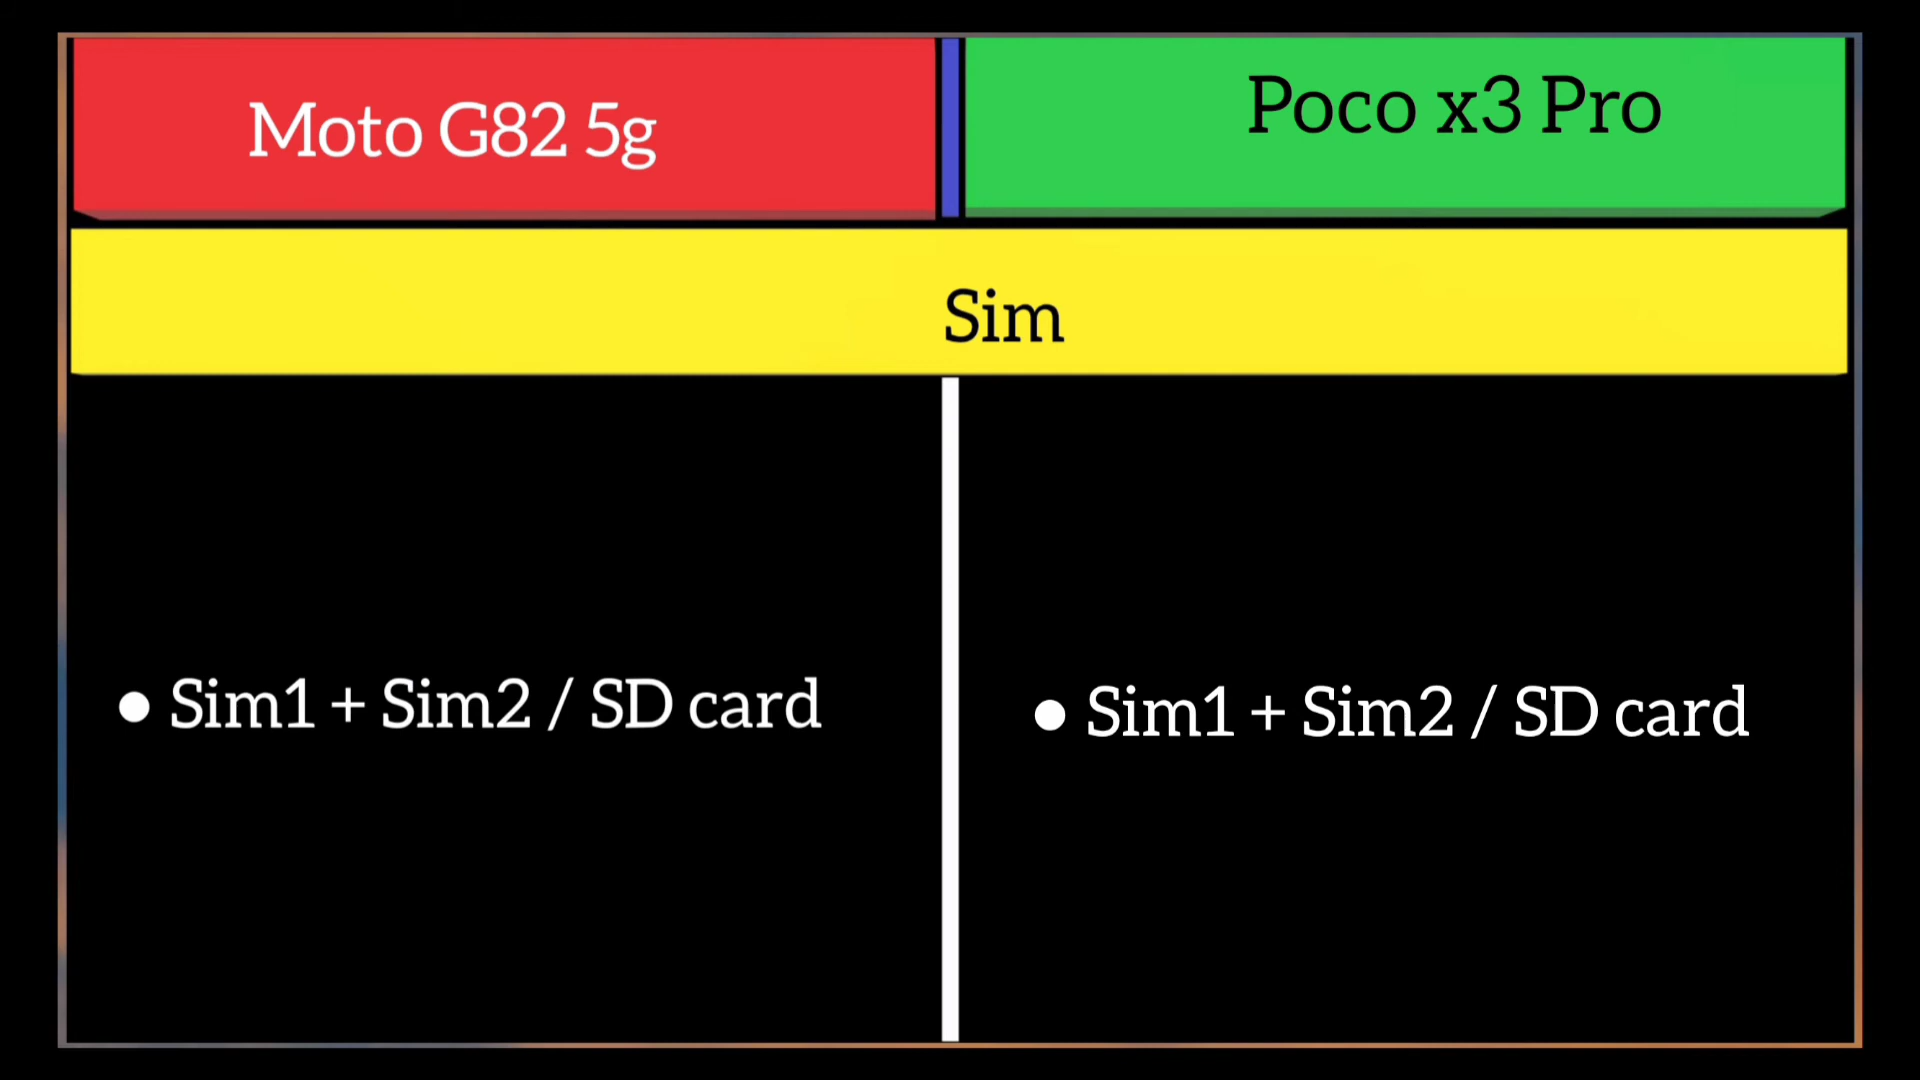 Moto G82 5g
Poco x3 Pro
Sim
● Sim1 + Sim2 / SD card
● Sim1 + Sim2 / SD card